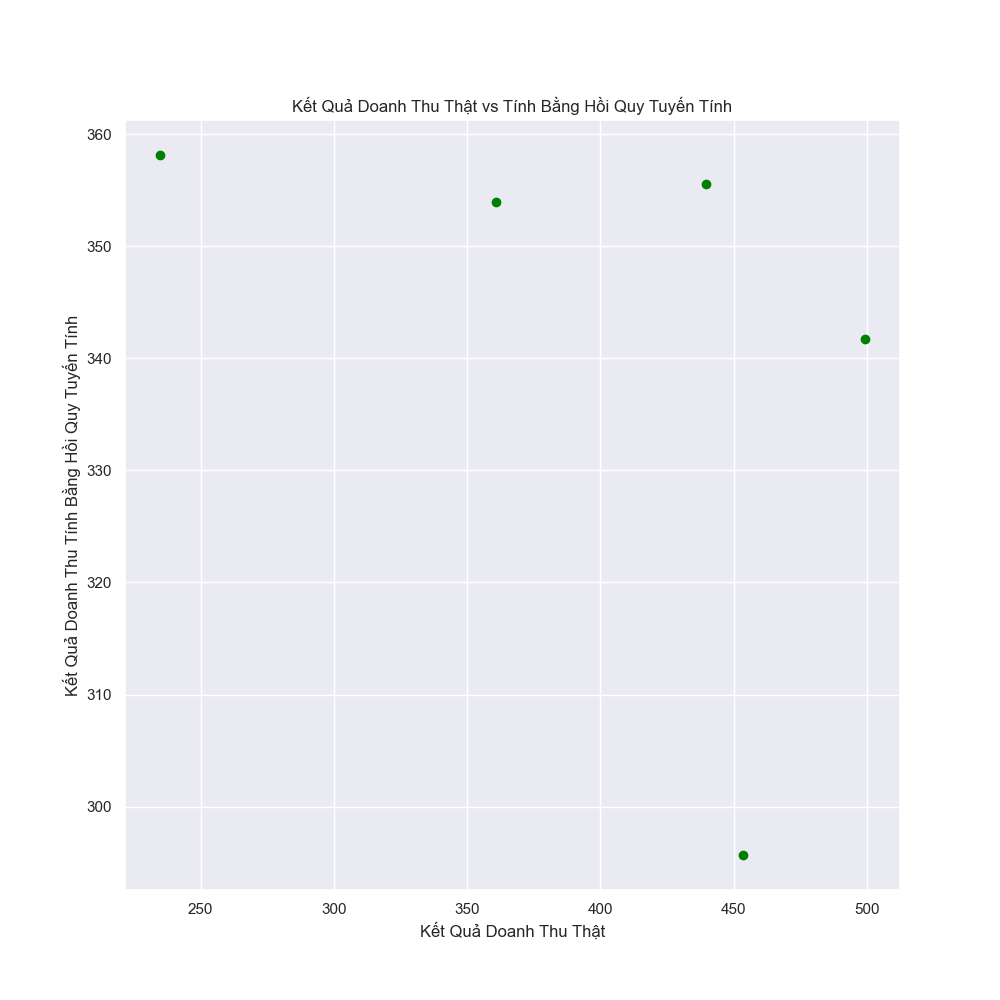 Kết Quả Doanh Thu Thật vs Tính Bằng Hồi Quy Tuyến Tính
360
350
340
330
320
310
300
Kết Quả Doanh Thu Tính Bằng Hồi Quy Tuyến Tính
250 300 350 400 450 500
Kết Quả Doanh Thu Thật